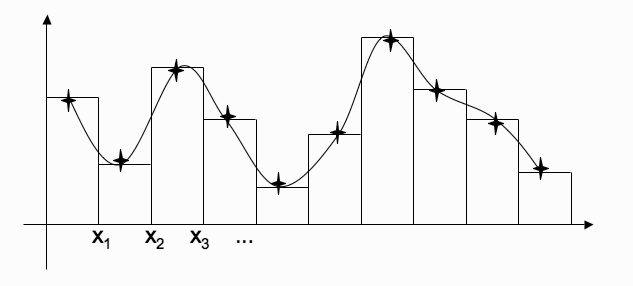 x₁ x₂ x₃ ...